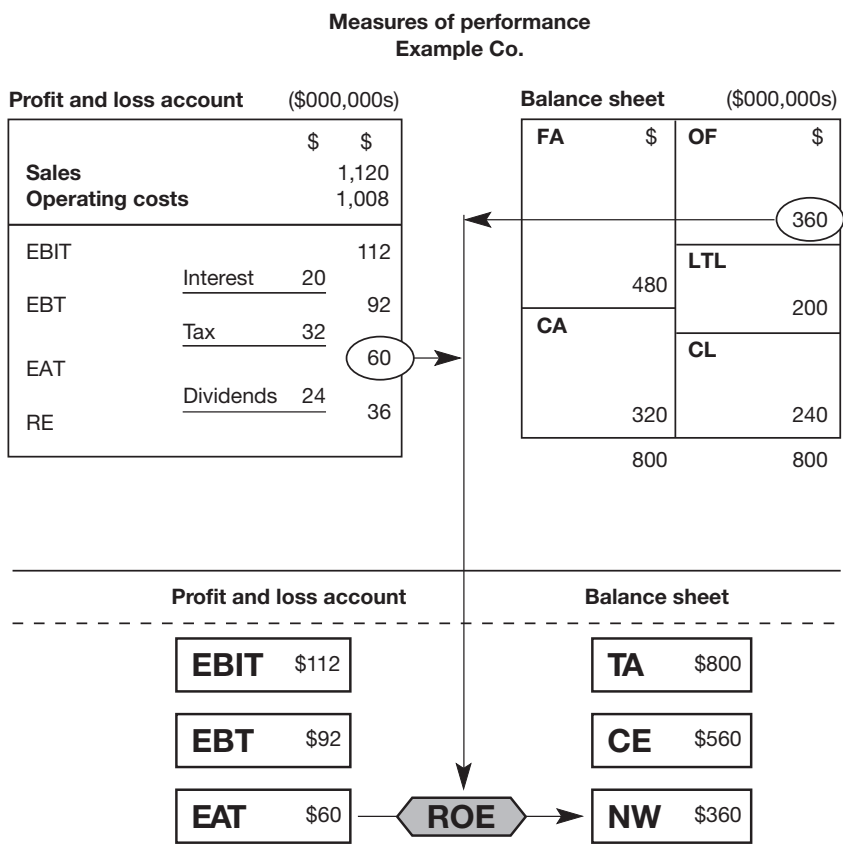 Measures of performance
Example Co.
Profit and loss account ($000,000s)
$ $
Sales 1,120
Operating costs 1,008
EBIT 112
Interest 20
EBT 92
Tax 32
60
EAT
Dividends 24
36
RE
Balance sheet ($000,000s)
FA $ OF $
360
LTL
480
200
CA
CL
320 240
800 800
Profit and loss account Balance sheet
EBIT $112 TA $800
EBT $92 CE $560
EAT $60 ROE NW $360